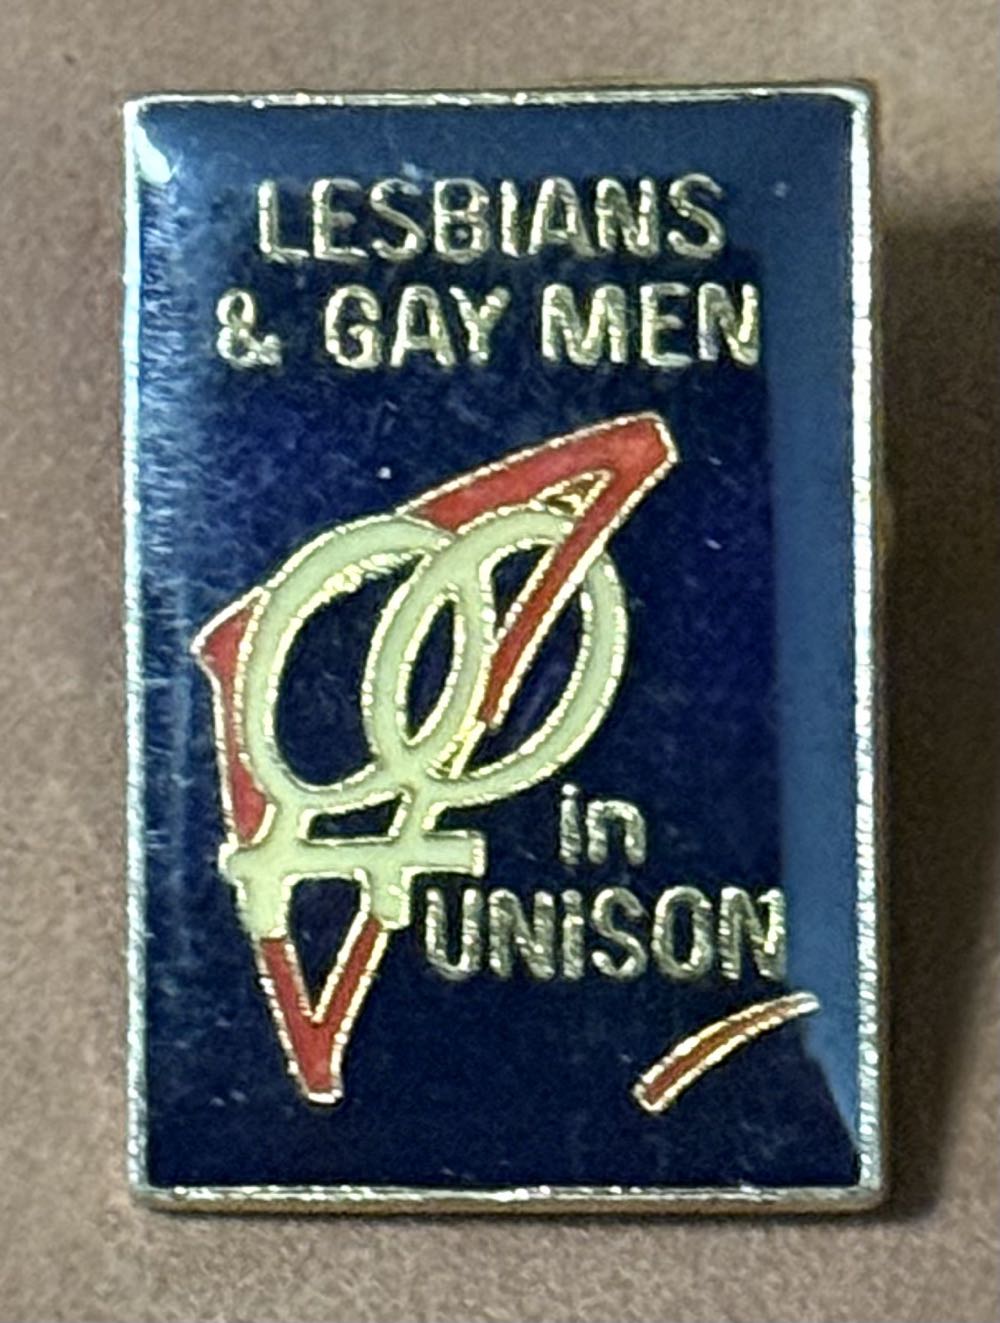 LESBIANS
& GAY MEN
in
UNiSON